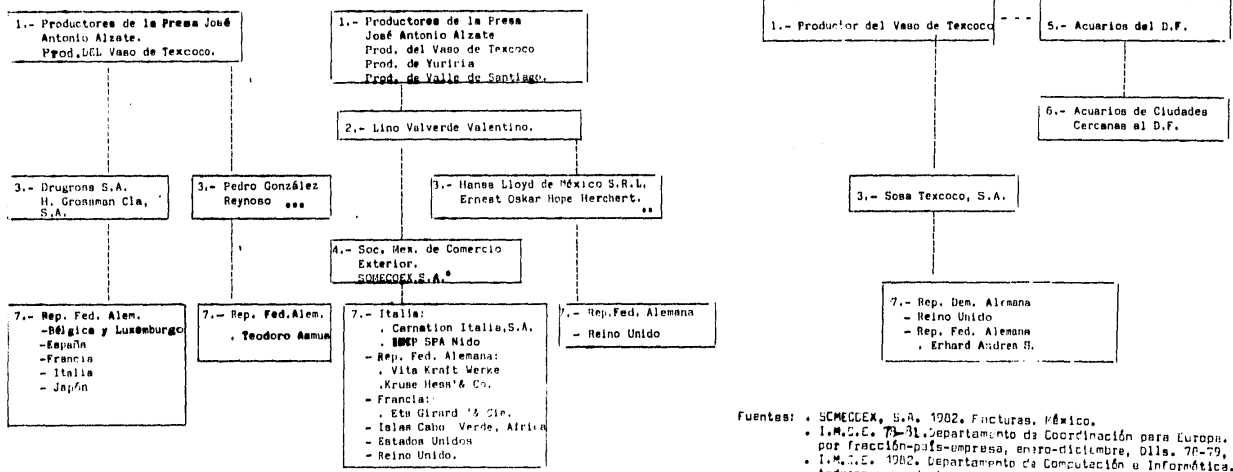 1.- Productores de la Presa José
Antonio Alzate.
Prod.DEL Vaso de Texcoco.
3.- Drugrona S.A.
H. Grossman Cia,
S.A.
3.- Pedro González
Reynoso ***
7.- Rep. Fed. Alem.
-Bélgica y Luxemburgo
-España
-Francia
- Italia
- Japón
7.- Rep. Fed.Alem.
. Teodoro
1.- Productores de la Presa
José Antonio Alzate
Prod. del Vaso de Texcoco
Prod. de Yuriria
Prod. de Valle de Santiago.
2.- Lino Valverde Valentino.
3.- Hansa Lloyd de México S.R.L.
Ernest Oskar Hope Herchert.
**
4.- Soc. Mex. de Comercio
Exterior.
SOMECOEX.S.A.*
7.- Italia:
. Carnation Italia,S.A.
. SPA Nido
- Rep. Fed. Alemana:
. Vita Kraft Werke
.Kruse Hess'& Co.
- Francia:
. Ets Girard '& Cie.
- Islas Cabo Verde, Africa
- Estados Unidos
- Reino Unido.
7.- Rep.Fed. Alemana
- Reino Unido
1.- Productor del Vaso de Texcoco
5.- Acuarios del D.F.
6.- Acuarios de Ciudades
Cercanas al D.F.
3.- Sosa Texcoco, S.A.
7.- Rep. Dem. Alemana
- Reino Unido
- Rep. Fed. Alemana
. Erhard Andrea
Fuentes: . SOMECOEX, S.A. 1982. Facturas. México.
. I.M.C.E. Departamento de Coordinación para Europa.
por fracción-país-empresa, enero-diciembre, Dlls. 78-79,
. I.M.C.E. 1982. Departamento de Computación e Informática.